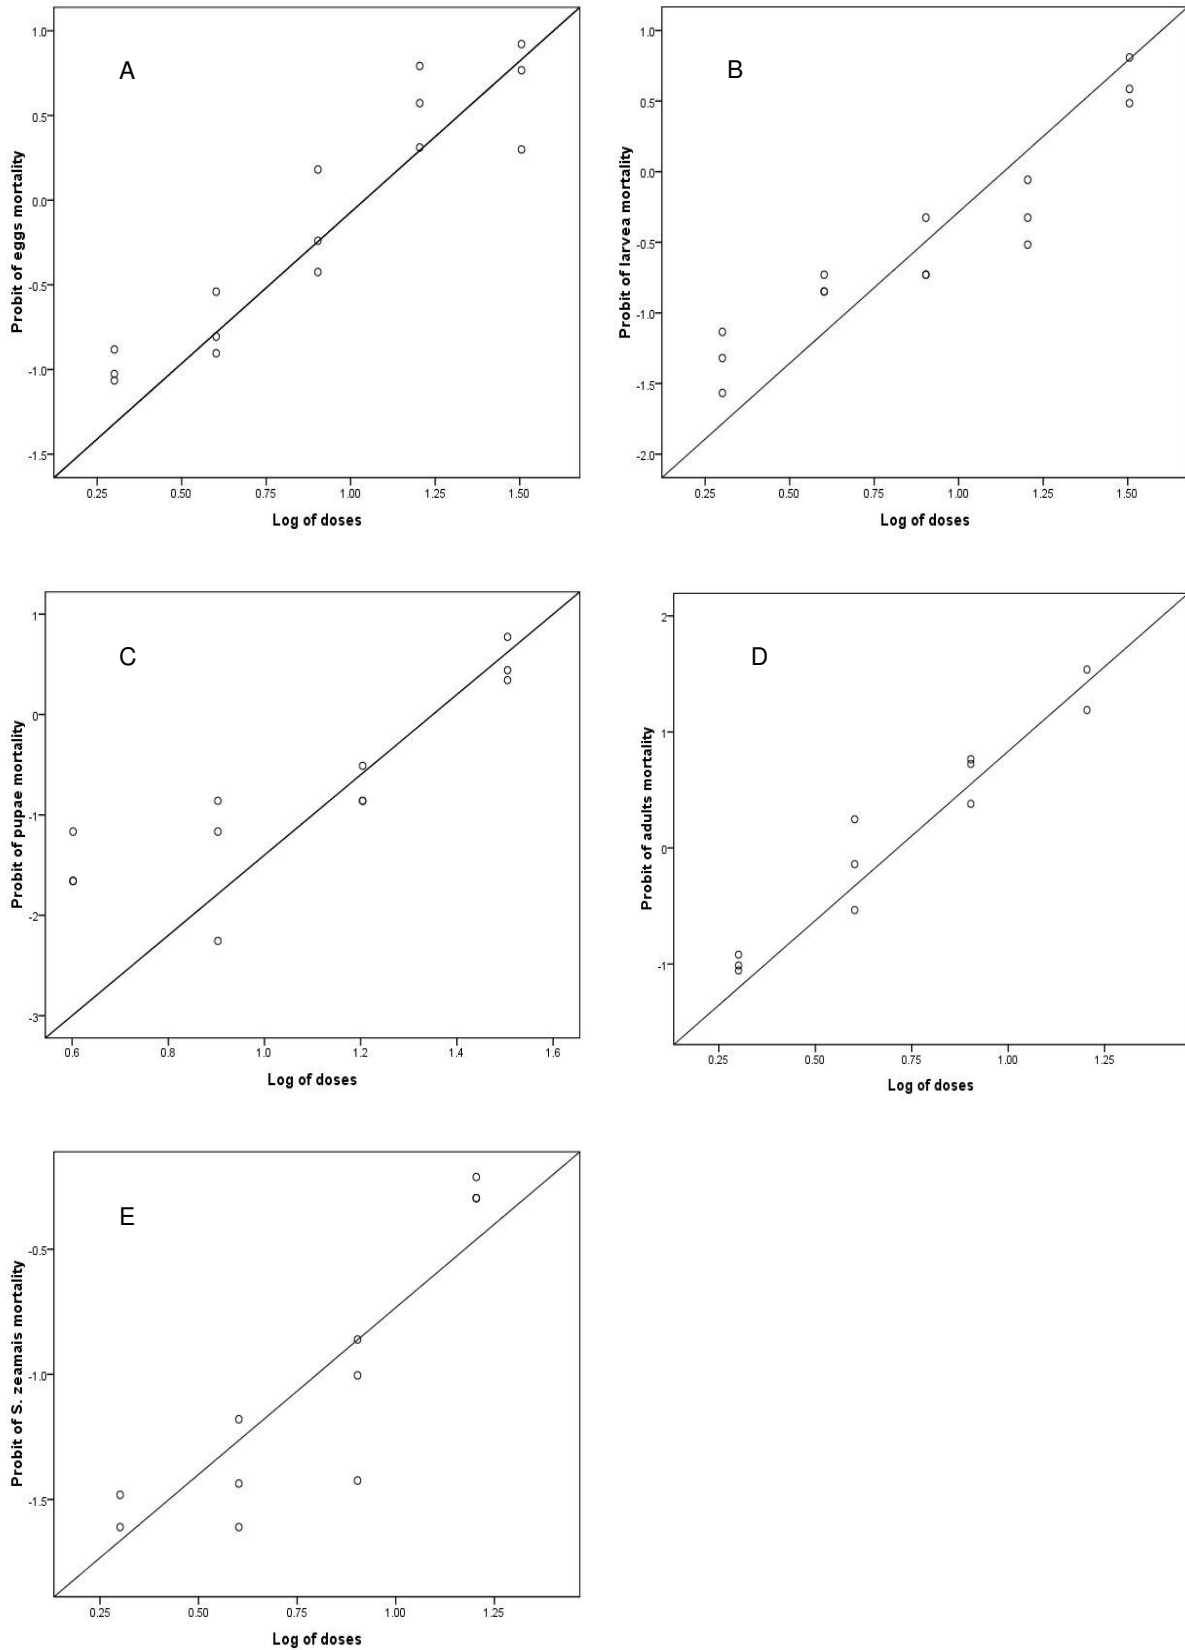 A
Probit of eggs mortality
1.0
0.5
0.0
-0.5
-1.0
-1.5
0.25 0.50 0.75 1.00 1.25 1.50
Log of doses
B
Probit of larvea mortality
1.0
0.5
0.0
-0.5
-1.0
-1.5
-2.0
0.25 0.50 0.75 1.00 1.25 1.50
Log of doses
C
Probit of pupae mortality
1
0
-1
-2
-3
0.6 0.8 1.0 1.2 1.4 1.6
Log of doses
D
Probit of adults mortality
2
1
0
-1
0.25 0.50 0.75 1.00 1.25
Log of doses
E
Probit of S. zeamais mortality
-0.5
-1.0
-1.5
0.25 0.50 0.75 1.00 1.25
Log of doses